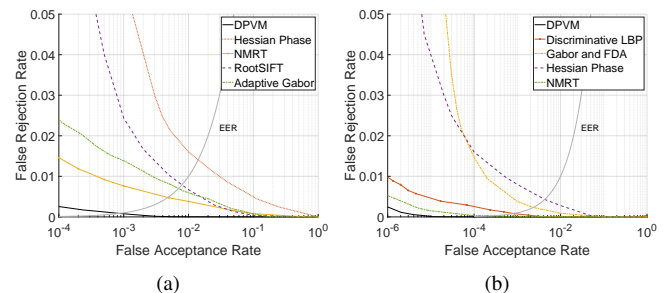 0.05
0.04
0.03
0.02
0.01
0
10^-4
10^-3
10^-2
10^-1
10^0
False Rejection Rate
False Acceptance Rate
DPVM
Hessian Phase
NMRT
RootSIFT
Adaptive Gabor
EER
(a)
0.05
0.04
0.03
0.02
0.01
0
10^-6
10^-4
10^-2
10^0
False Rejection Rate
False Acceptance Rate
DPVM
Discriminative LBP
Gabor and FDA
Hessian Phase
NMRT
EER
(b)